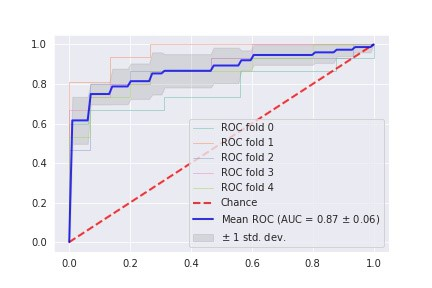 1.0
0.8
0.6
0.4
0.2
0.0
ROC fold 0
ROC fold 1
ROC fold 2
ROC fold 3
ROC fold 4
Chance
Mean ROC (AUC = 0.87 ± 0.06)
± 1 std. dev.
0.0 0.2 0.4 0.6 0.8 1.0